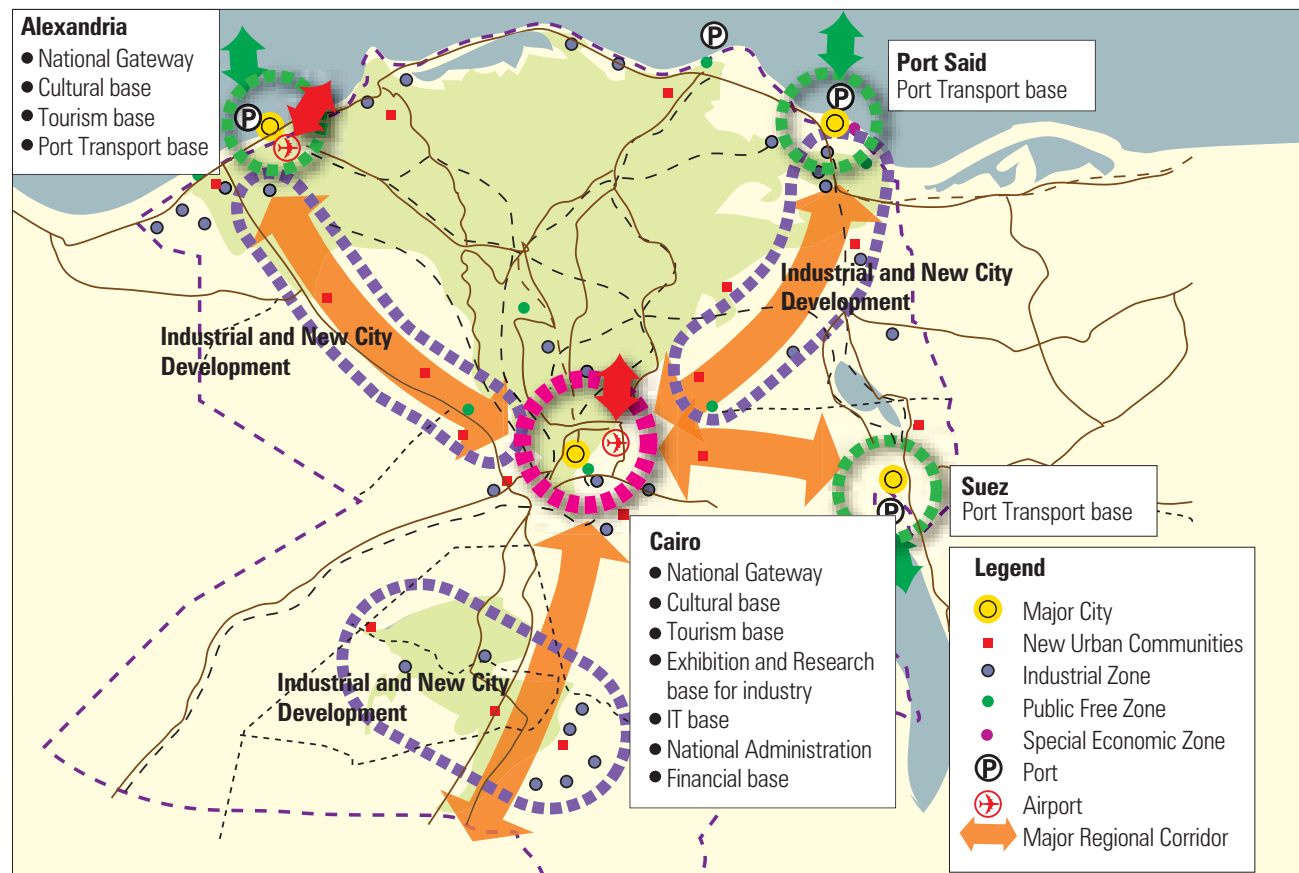 Alexandria
● National Gateway
● Cultural base
● Tourism base
● Port Transport base
P
P
P
Port Said
Port Transport base
Industrial and New City
Development
Industrial and New City
Development
Suez
Port Transport base
P
Cairo
● National Gateway
● Cultural base
● Tourism base
● Exhibition and Research
base for industry
● IT base
● National Administration
● Financial base
Industrial and New City
Development
Legend
Major City
New Urban Communities
Industrial Zone
Public Free Zone
Special Economic Zone
P Port
Airport
Major Regional Corridor